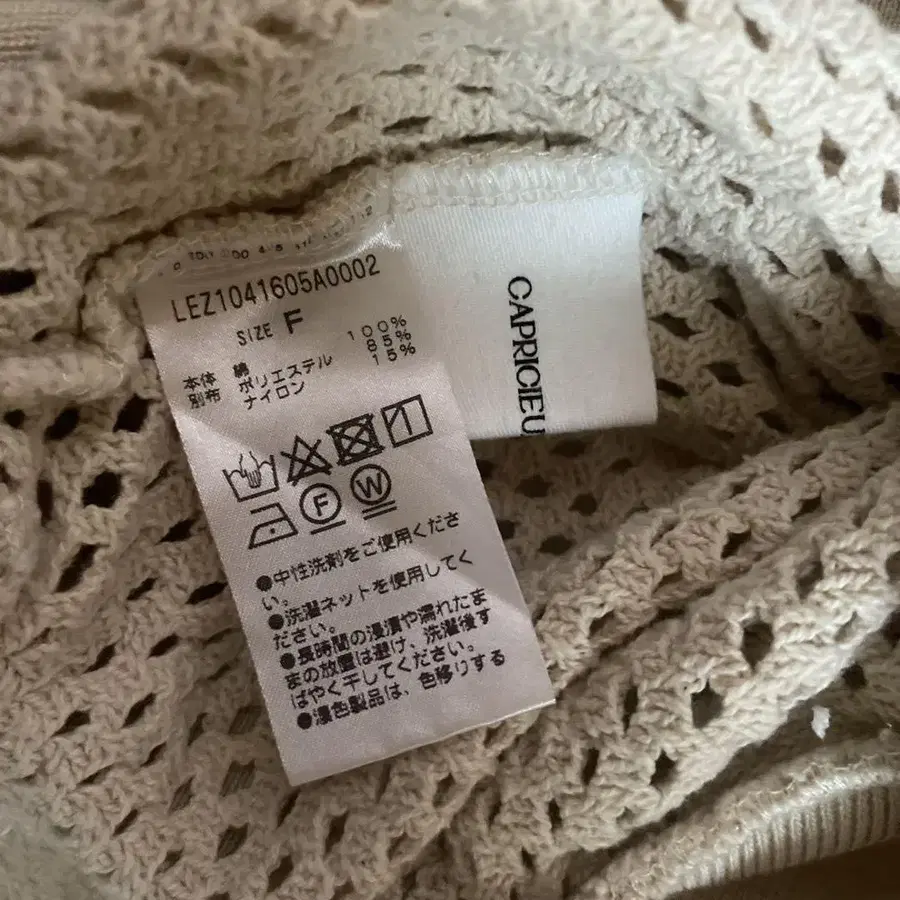 LEZ1041605A0002
SIZE F
本体 綿 100%
別布 ポリエステル 85%
ナイロン 15%
F W
●中性洗剤をご使用くださ
い。
●洗濯ネットを使用してく
ださい。
●長時間の浸漬や濡れたま
まの放置は避け、洗濯後す
ばやく干してください。
●濃色製品は、色移りする
CAPRICIEU